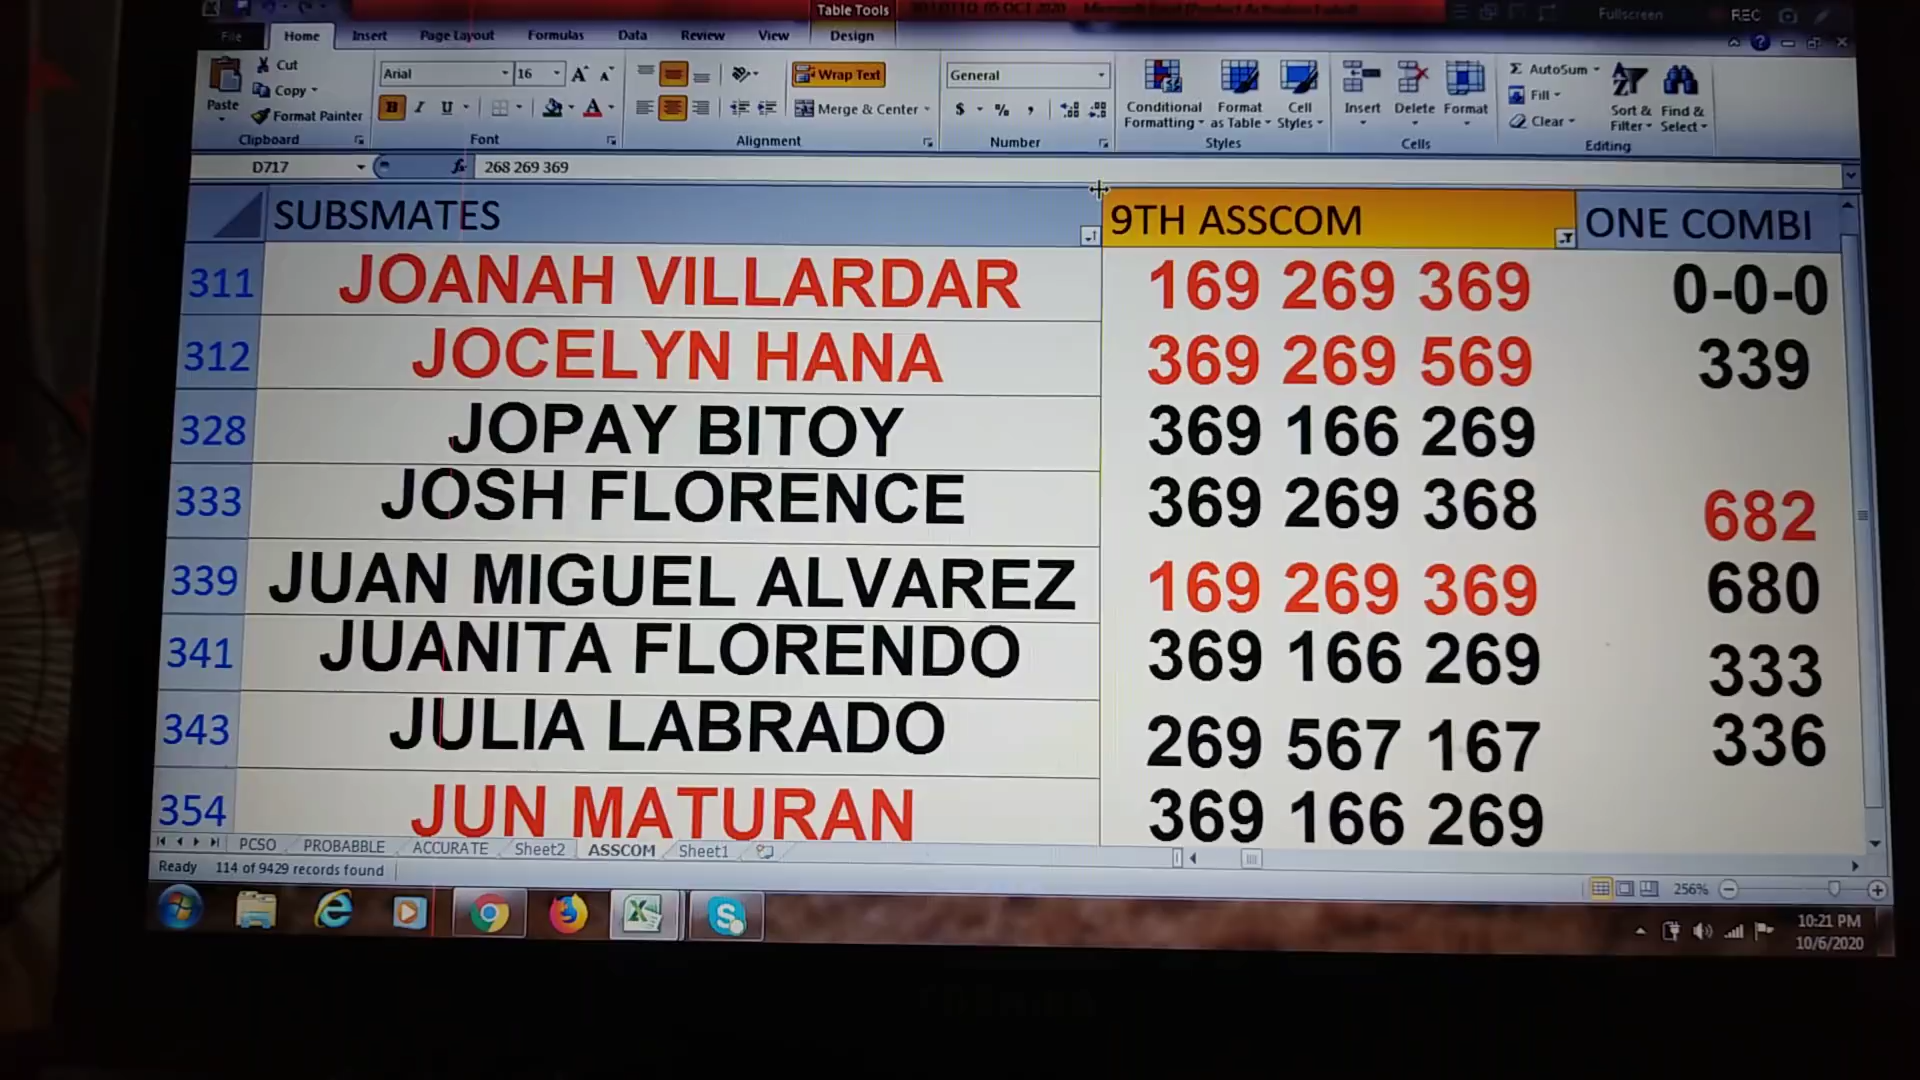 Table Tools
Fullscreen REC
File Home Insert Page Layout Formulas Data Review View Design
Cut
Copy
Format Painter
Paste
Arial 16
B I U
Wrap Text
Merge & Center
General
$ % ,
Conditional Formatting
Format as Table
Cell Styles
Insert Delete Format
Σ AutoSum
Fill
Clear
Sort & Filter
Find & Select
Clipboard Font Alignment Number Styles Cells Editing
D717 fx 268 269 369
SUBSMATES 9TH ASSCOM ONE COMBI
311 JOANAH VILLARDAR 169 269 369 0-0-0
312 JOCELYN HANA 369 269 569 339
328 JOPAY BITOY 369 166 269
333 JOSH FLORENCE 369 269 368 682
339 JUAN MIGUEL ALVAREZ 169 269 369 680
341 JUANITA FLORENDO 369 166 269 333
343 JULIA LABRADO 269 567 167 336
354 JUN MATURAN 369 166 269
PCSO PROBABBLE ACCURATE Sheet2 ASSCOM Sheet1
Ready 114 of 9429 records found 256%
10:21 PM
10/6/2020